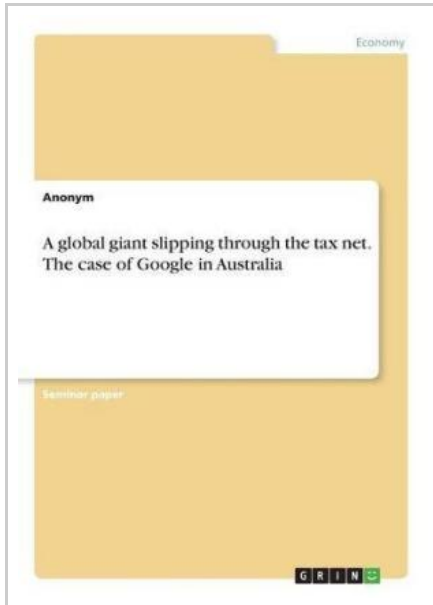 Economy
Anonym
A global giant slipping through the tax net.
The case of Google in Australia
Seminar paper
GRIN